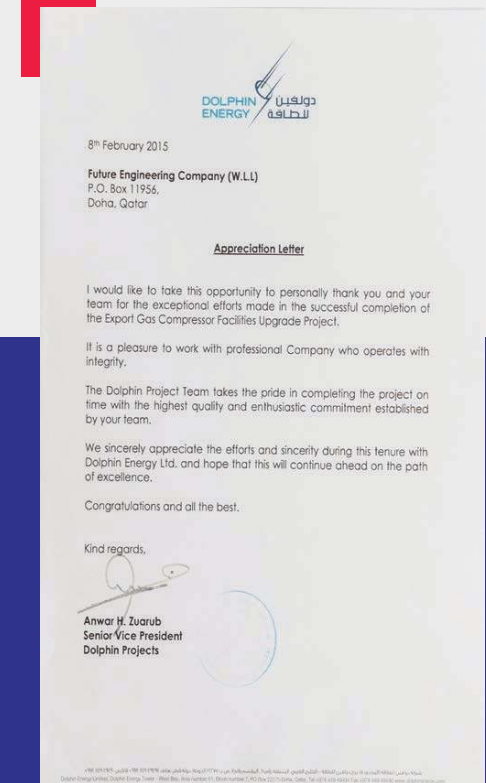 DOLPHIN
ENERGY
دولفين
للطاقة
8th February 2015
Future Engineering Company (W.L.L)
P.O. Box 11956,
Doha, Qatar
Appreciation Letter
I would like to take this opportunity to personally thank you and your
team for the exceptional efforts made in the successful completion of
the Export Gas Compressor Facilities Upgrade Project.
It is a pleasure to work with professional Company who operates with
integrity.
The Dolphin Project Team takes the pride in completing the project on
time with the highest quality and enthusiastic commitment established
by your team.
We sincerely appreciate the efforts and sincerity during this tenure with
Dolphin Energy Ltd. and hope that this will continue ahead on the path
of excellence.
Congratulations and all the best.
Kind regards,
Anwar H. Zuarub
Senior Vice President
Dolphin Projects